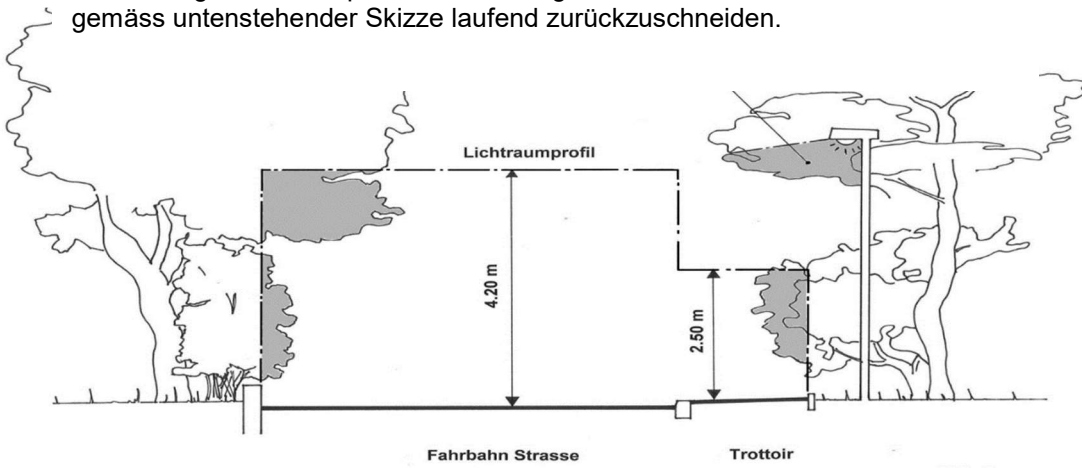 gemäss untenstehender Skizze laufend zurückzuschneiden.
Lichtraumprofil
4.20 m
2.50 m
Fahrbahn Strasse
Trottoir